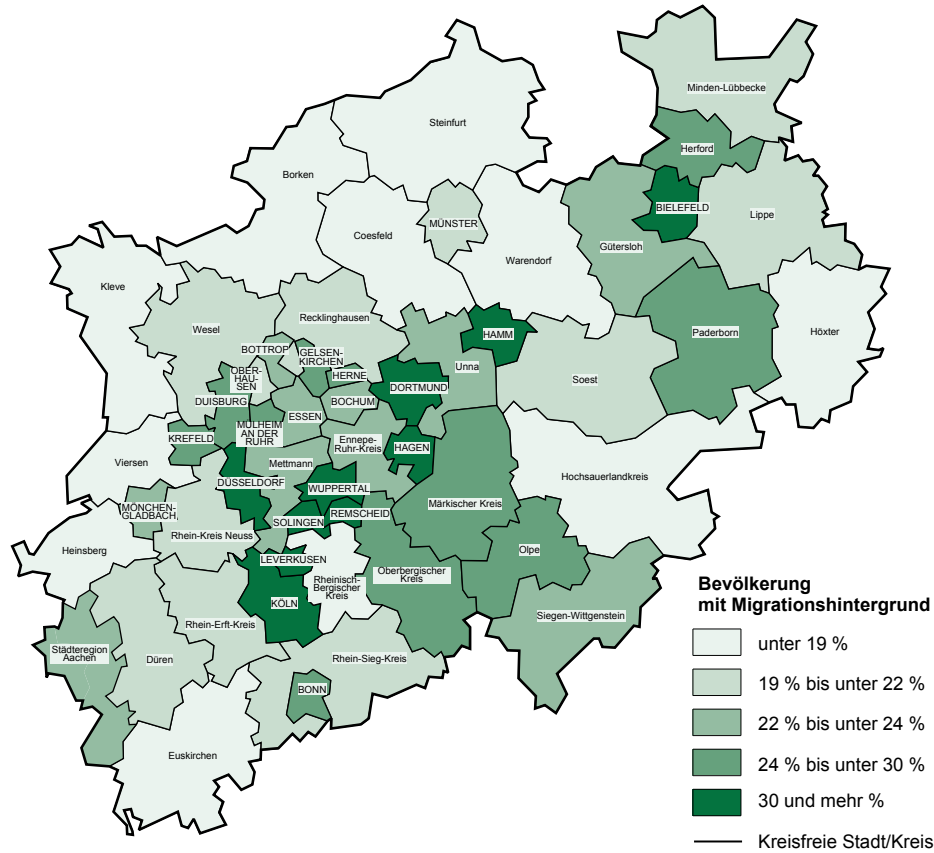 Minden-Lübbecke
Steinfurt
Herford
Borken
BIELEFELD
Lippe
MÜNSTER
Coesfeld
Gütersloh
Warendorf
Kleve
Recklinghausen
Wesel
HAMM
Paderborn
Höxter
BOTTROP
GELSEN-
KIRCHEN
Unna
OBER-
HAU-
SEN
HERNE
Soest
DORTMUND
DUISBURG
BOCHUM
ESSEN
MÜLHEIM
AN DER
RUHR
KREFELD
Ennepe-
Ruhr-Kreis
HAGEN
Viersen
Mettmann
Hochsauerlandkreis
DÜSSELDORF
WUPPERTAL
Märkischer Kreis
MÖNCHEN-
GLADBACH
REMSCHEID
SOLINGEN
Rhein-Kreis Neuss
Heinsberg
Olpe
LEVERKUSEN
Oberbergischer
Kreis
Rheinisch-
Bergischer
Kreis
KÖLN
Siegen-Wittgenstein
Rhein-Erft-Kreis
Städteregion
Aachen
Düren
Rhein-Sieg-Kreis
BONN
Euskirchen
Bevölkerung
mit Migrationshintergrund
unter 19 %
19 % bis unter 22 %
22 % bis unter 24 %
24 % bis unter 30 %
30 und mehr %
Kreisfreie Stadt/Kreis